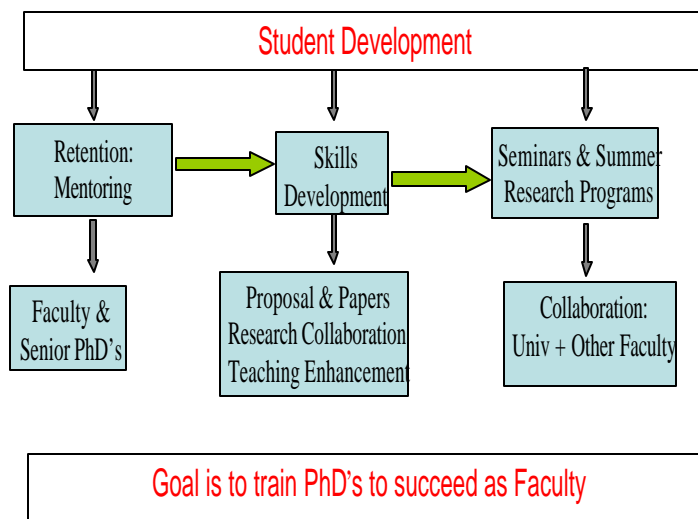 Student Development
Retention:
Mentoring
Skills
Development
Seminars & Summer
Research Programs
Faculty &
Senior PhD’s
Proposal & Papers
Research Collaboration
Teaching Enhancement
Collaboration:
Univ + Other Faculty
Goal is to train PhD’s to succeed as Faculty